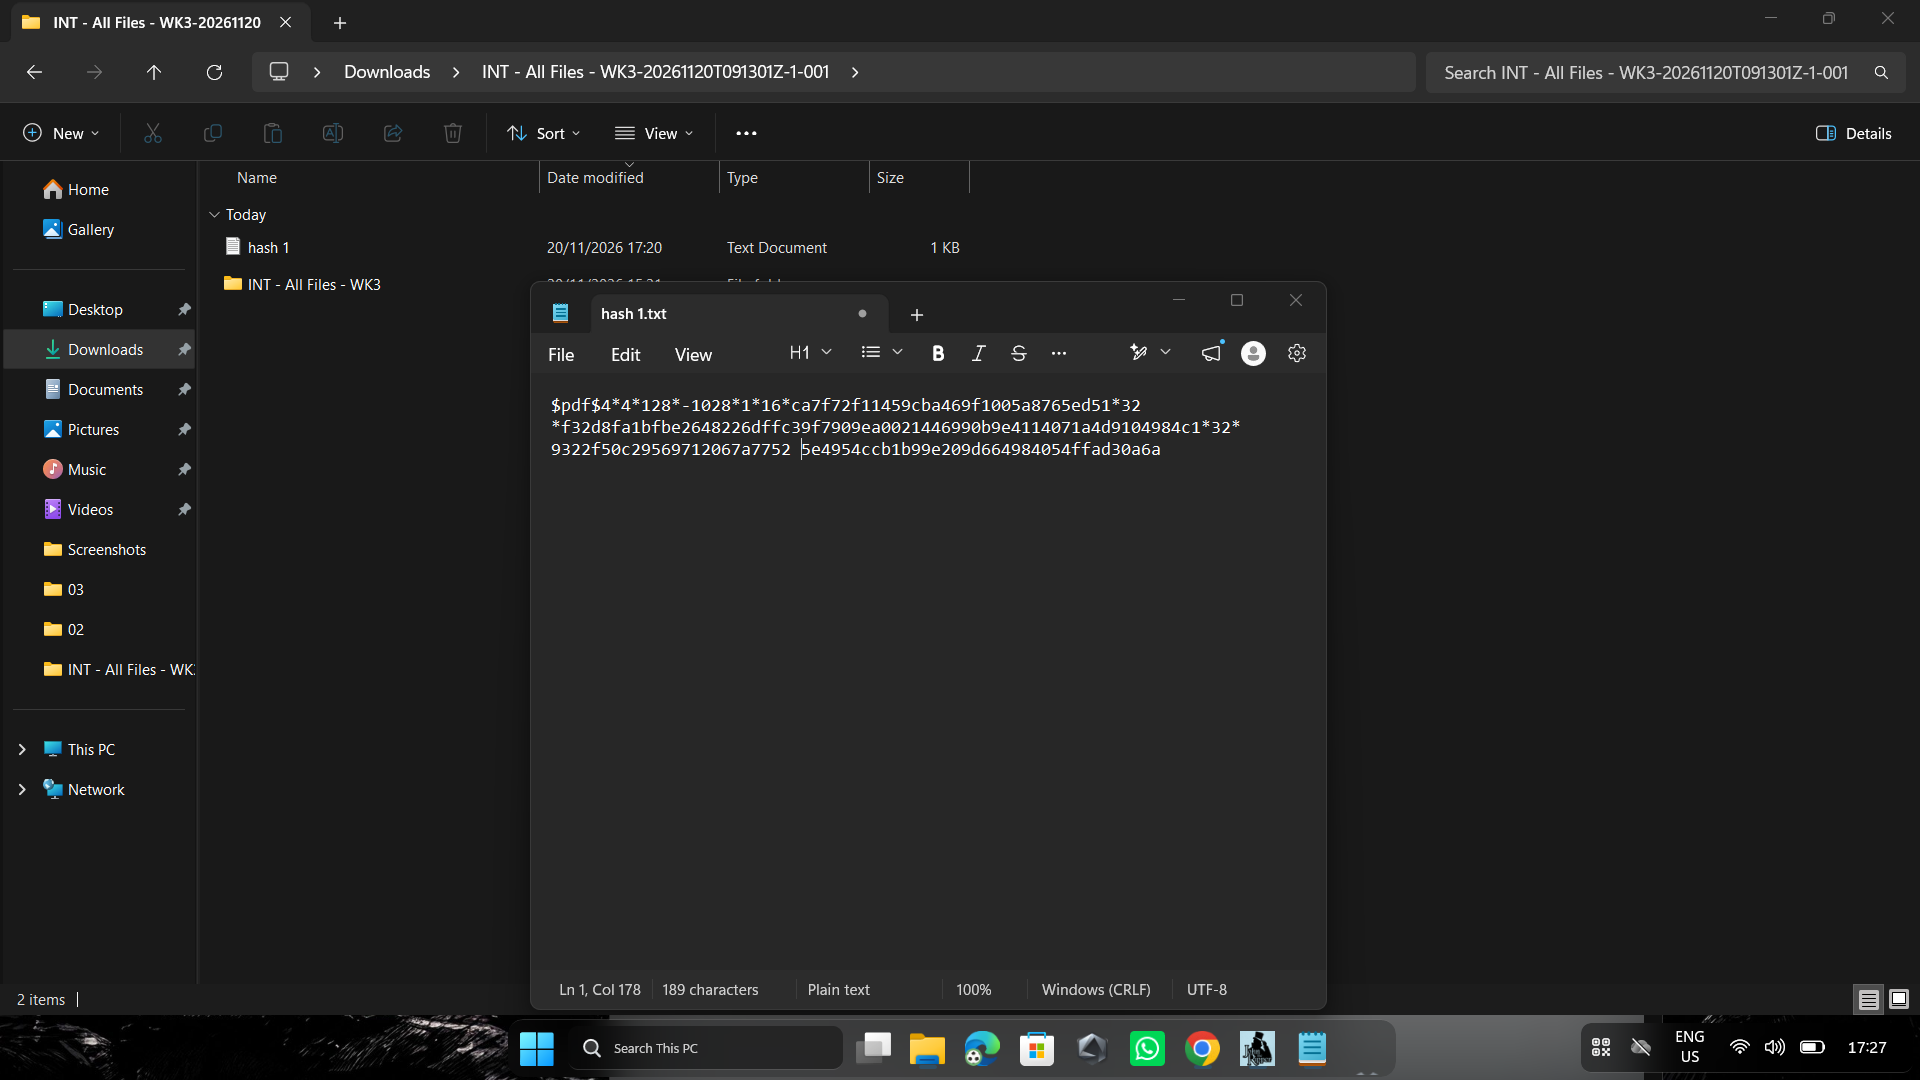 INT - All Files - WK3-20261120
Downloads
INT - All Files - WK3-20261120T091301Z-1-001
Search INT - All Files - WK3-20261120T091301Z-1-001
New
Sort
View
Details
Name
Date modified
Type
Size
Home
Gallery
Desktop
Downloads
Documents
Pictures
Music
Videos
Screenshots
03
02
INT - All Files - WK
This PC
Network
Today
hash 1
20/11/2026 17:20
Text Document
1 KB
INT - All Files - WK3
hash 1.txt
File
Edit
View
H1
$pdf$4*4*128*-1028*1*16*ca7f72f11459cba469f1005a8765ed51*32
*f32d8fa1bfbe2648226dffc39f7909ea0021446990b9e4114071a4d9104984c1*32*
9322f50c29569712067a7752 5e4954ccb1b99e209d664984054ffad30a6a
Ln 1, Col 178
189 characters
Plain text
100%
Windows (CRLF)
UTF-8
2 items
Search This PC
ENG
US
17:27